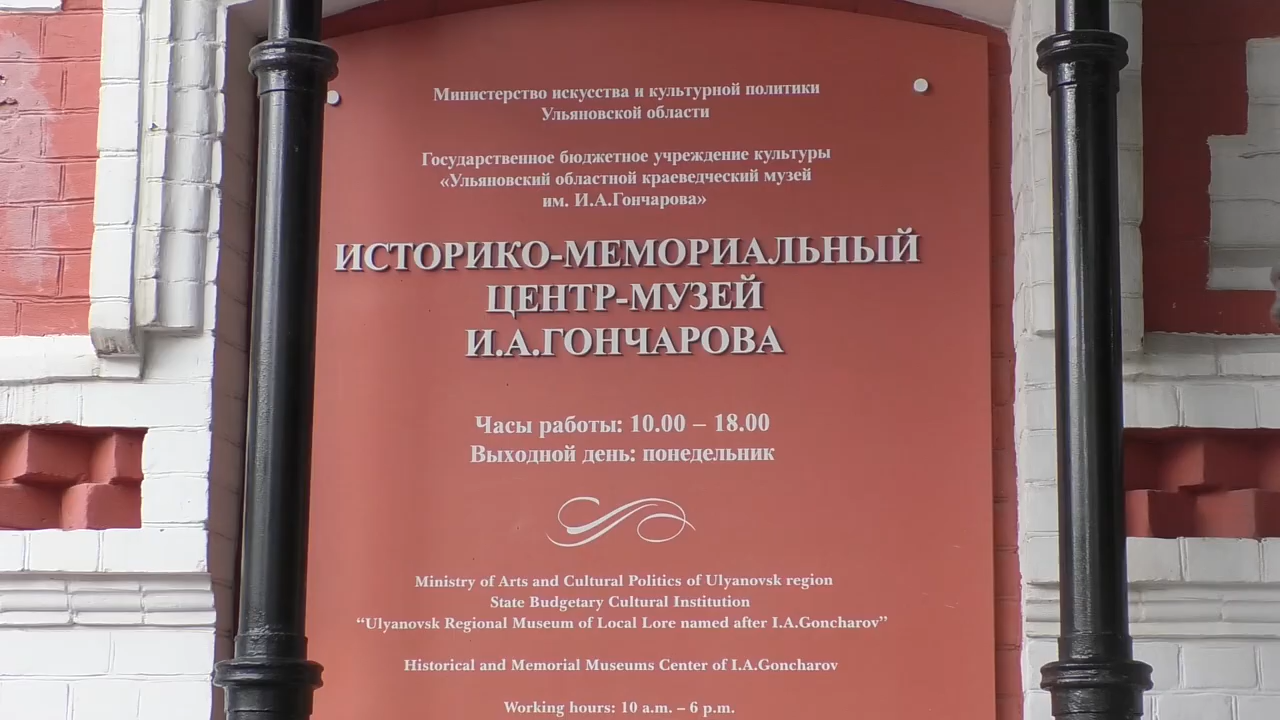 Министерство искусства и культурной политики
Ульяновской области
Государственное бюджетное учреждение культуры
«Ульяновский областной краеведческий музей
им. И.А.Гончарова»
ИСТОРИКО-МЕМОРИАЛЬНЫЙ
ЦЕНТР-МУЗЕЙ
И.А.ГОНЧАРОВА
Часы работы: 10.00 – 18.00
Выходной день: понедельник
Ministry of Arts and Cultural Politics of Ulyanovsk region
State Budgetary Cultural Institution
“Ulyanovsk Regional Museum of Local Lore named after I.A.Goncharov”
Historical and Memorial Museums Center of I.A.Goncharov
Working hours: 10 a.m. – 6 p.m.